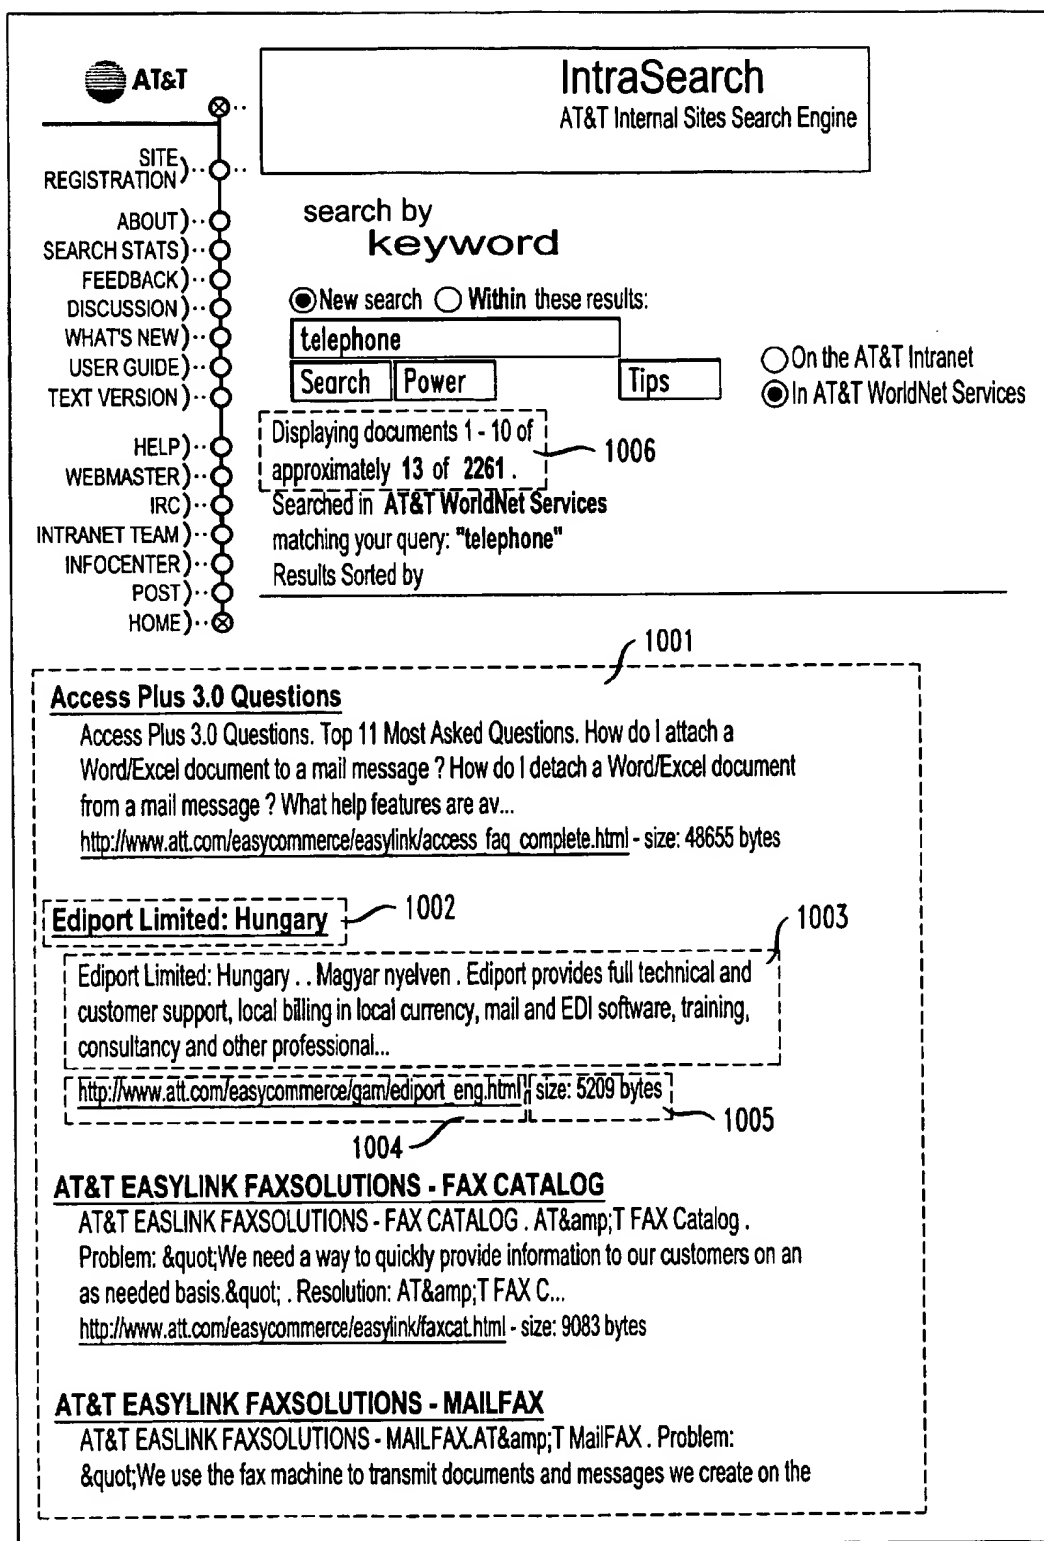 AT&T
IntraSearch
AT&T Internal Sites Search Engine
SITE
REGISTRATION
ABOUT
SEARCH STATS
FEEDBACK
DISCUSSION
WHAT'S NEW
USER GUIDE
TEXT VERSION
HELP
WEBMASTER
IRC
INTRANET TEAM
INFOCENTER
POST
HOME
search by
keyword
New search Within these results:
telephone
Search Power Tips
On the AT&T Intranet
In AT&T WorldNet Services
Displaying documents 1 - 10 of
approximately 13 of 2261 .
1006
Searched in AT&T WorldNet Services
matching your query: "telephone"
Results Sorted by
1001
Access Plus 3.0 Questions
Access Plus 3.0 Questions. Top 11 Most Asked Questions. How do I attach a
Word/Excel document to a mail message ? How do I detach a Word/Excel document
from a mail message ? What help features are av...
http://www.att.com/easycommerce/easylink/access_faq_complete.html - size: 48655 bytes
Ediport Limited: Hungary
1002
1003
Ediport Limited: Hungary . . Magyar nyelven . Ediport provides full technical and
customer support, local billing in local currency, mail and EDI software, training,
consultancy and other professional...
http://www.att.com/easycommerce/gam/ediport_eng.html size: 5209 bytes
1004
1005
AT&T EASYLINK FAXSOLUTIONS - FAX CATALOG
AT&T EASLINK FAXSOLUTIONS - FAX CATALOG . AT&amp;T FAX Catalog .
Problem: &quot;We need a way to quickly provide information to our customers on an
as needed basis.&quot; . Resolution: AT&amp;T FAX C...
http://www.att.com/easycommerce/easylink/faxcat.html - size: 9083 bytes
AT&T EASYLINK FAXSOLUTIONS - MAILFAX
AT&T EASLINK FAXSOLUTIONS - MAILFAX.AT&amp;T MailFAX . Problem:
&quot;We use the fax machine to transmit documents and messages we create on the